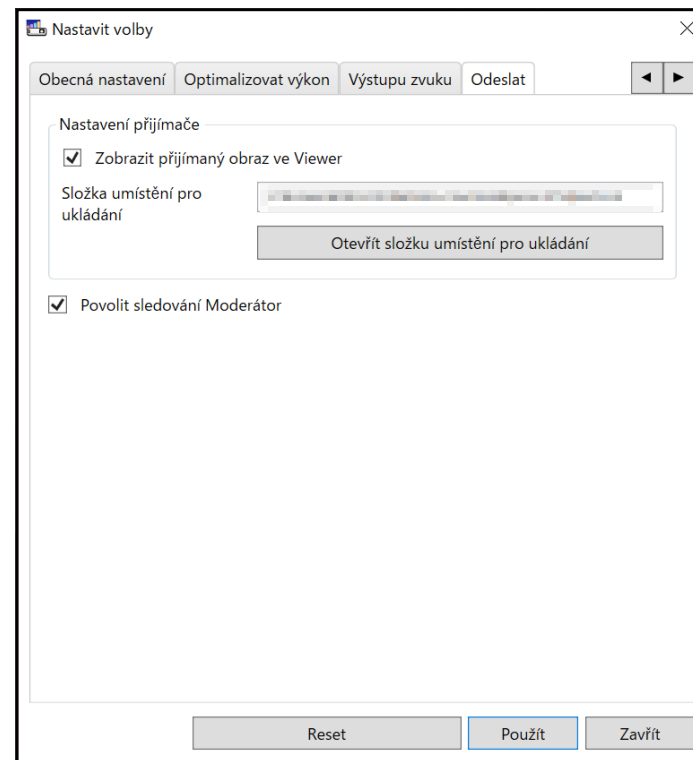 Nastavit volby
Obecná nastavení Optimalizovat výkon Výstupu zvuku Odeslat
Nastavení přijímače
Zobrazit přijímaný obraz ve Viewer
Složka umístění pro
ukládání
Otevřít složku umístění pro ukládání
Povolit sledování Moderátor
Reset Použít Zavřít